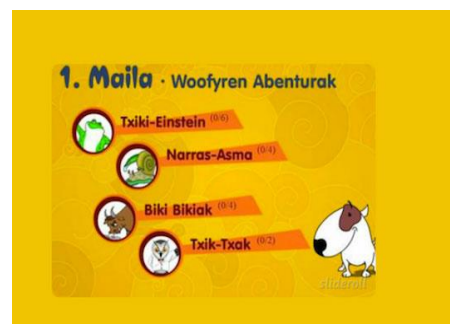 1. Maila · Woofyren Abenturak
Txiki-Einstein (0/6)
Narras-Asma (0/4)
Biki Bikiak (0/4)
Txik-Txak (0/2)
slideroll